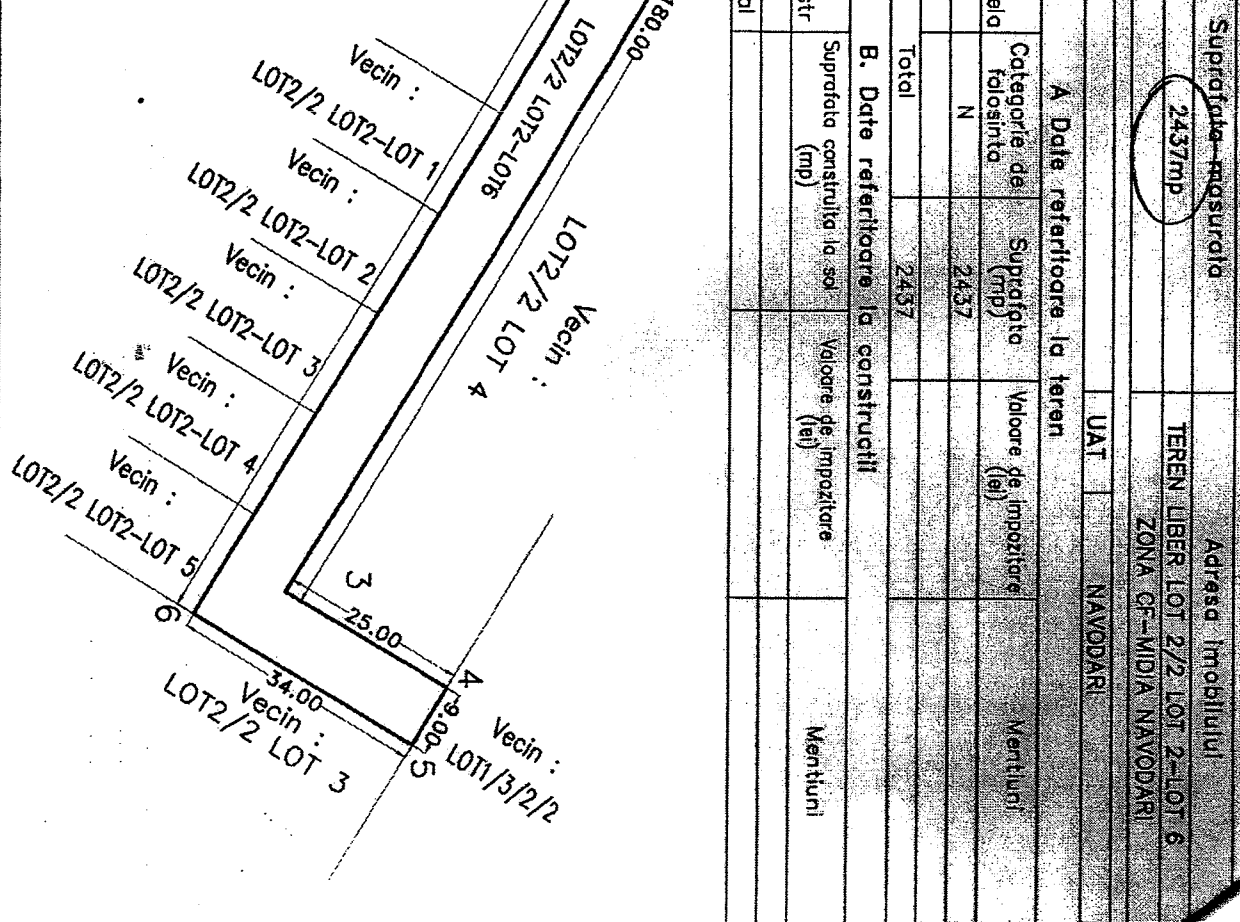 Suprafata masurata
Adresa imobilului
2437mp
TEREN LIBER LOT 2/2 LOT 2-LOT 6
ZONA CF-MIDIA NAVODARI
UAT
NAVODARI
A Date referitoare la teren
ela
Categorie de folosinta
Suprafata (mp)
Valoare de impozitare (lei)
Mentiuni
N
2437
Total
2437
B. Date referitoare la constructii
str
Suprafata construita la sol (mp)
Valoare de impozitare (lei)
Mentiuni
al
180.00
LOT2/2 LOT2-LOT6
Vecin :
LOT2/2 LOT 4
Vecin :
LOT2/2 LOT2-LOT 1
Vecin :
LOT2/2 LOT2-LOT 2
Vecin :
LOT2/2 LOT2-LOT 3
Vecin :
LOT2/2 LOT2-LOT 4
Vecin :
LOT2/2 LOT2-LOT 5
3
25.00
4
9.00
5
6
34.00
Vecin :
LOT2/2 LOT 3
Vecin :
LOT1/3/2/2